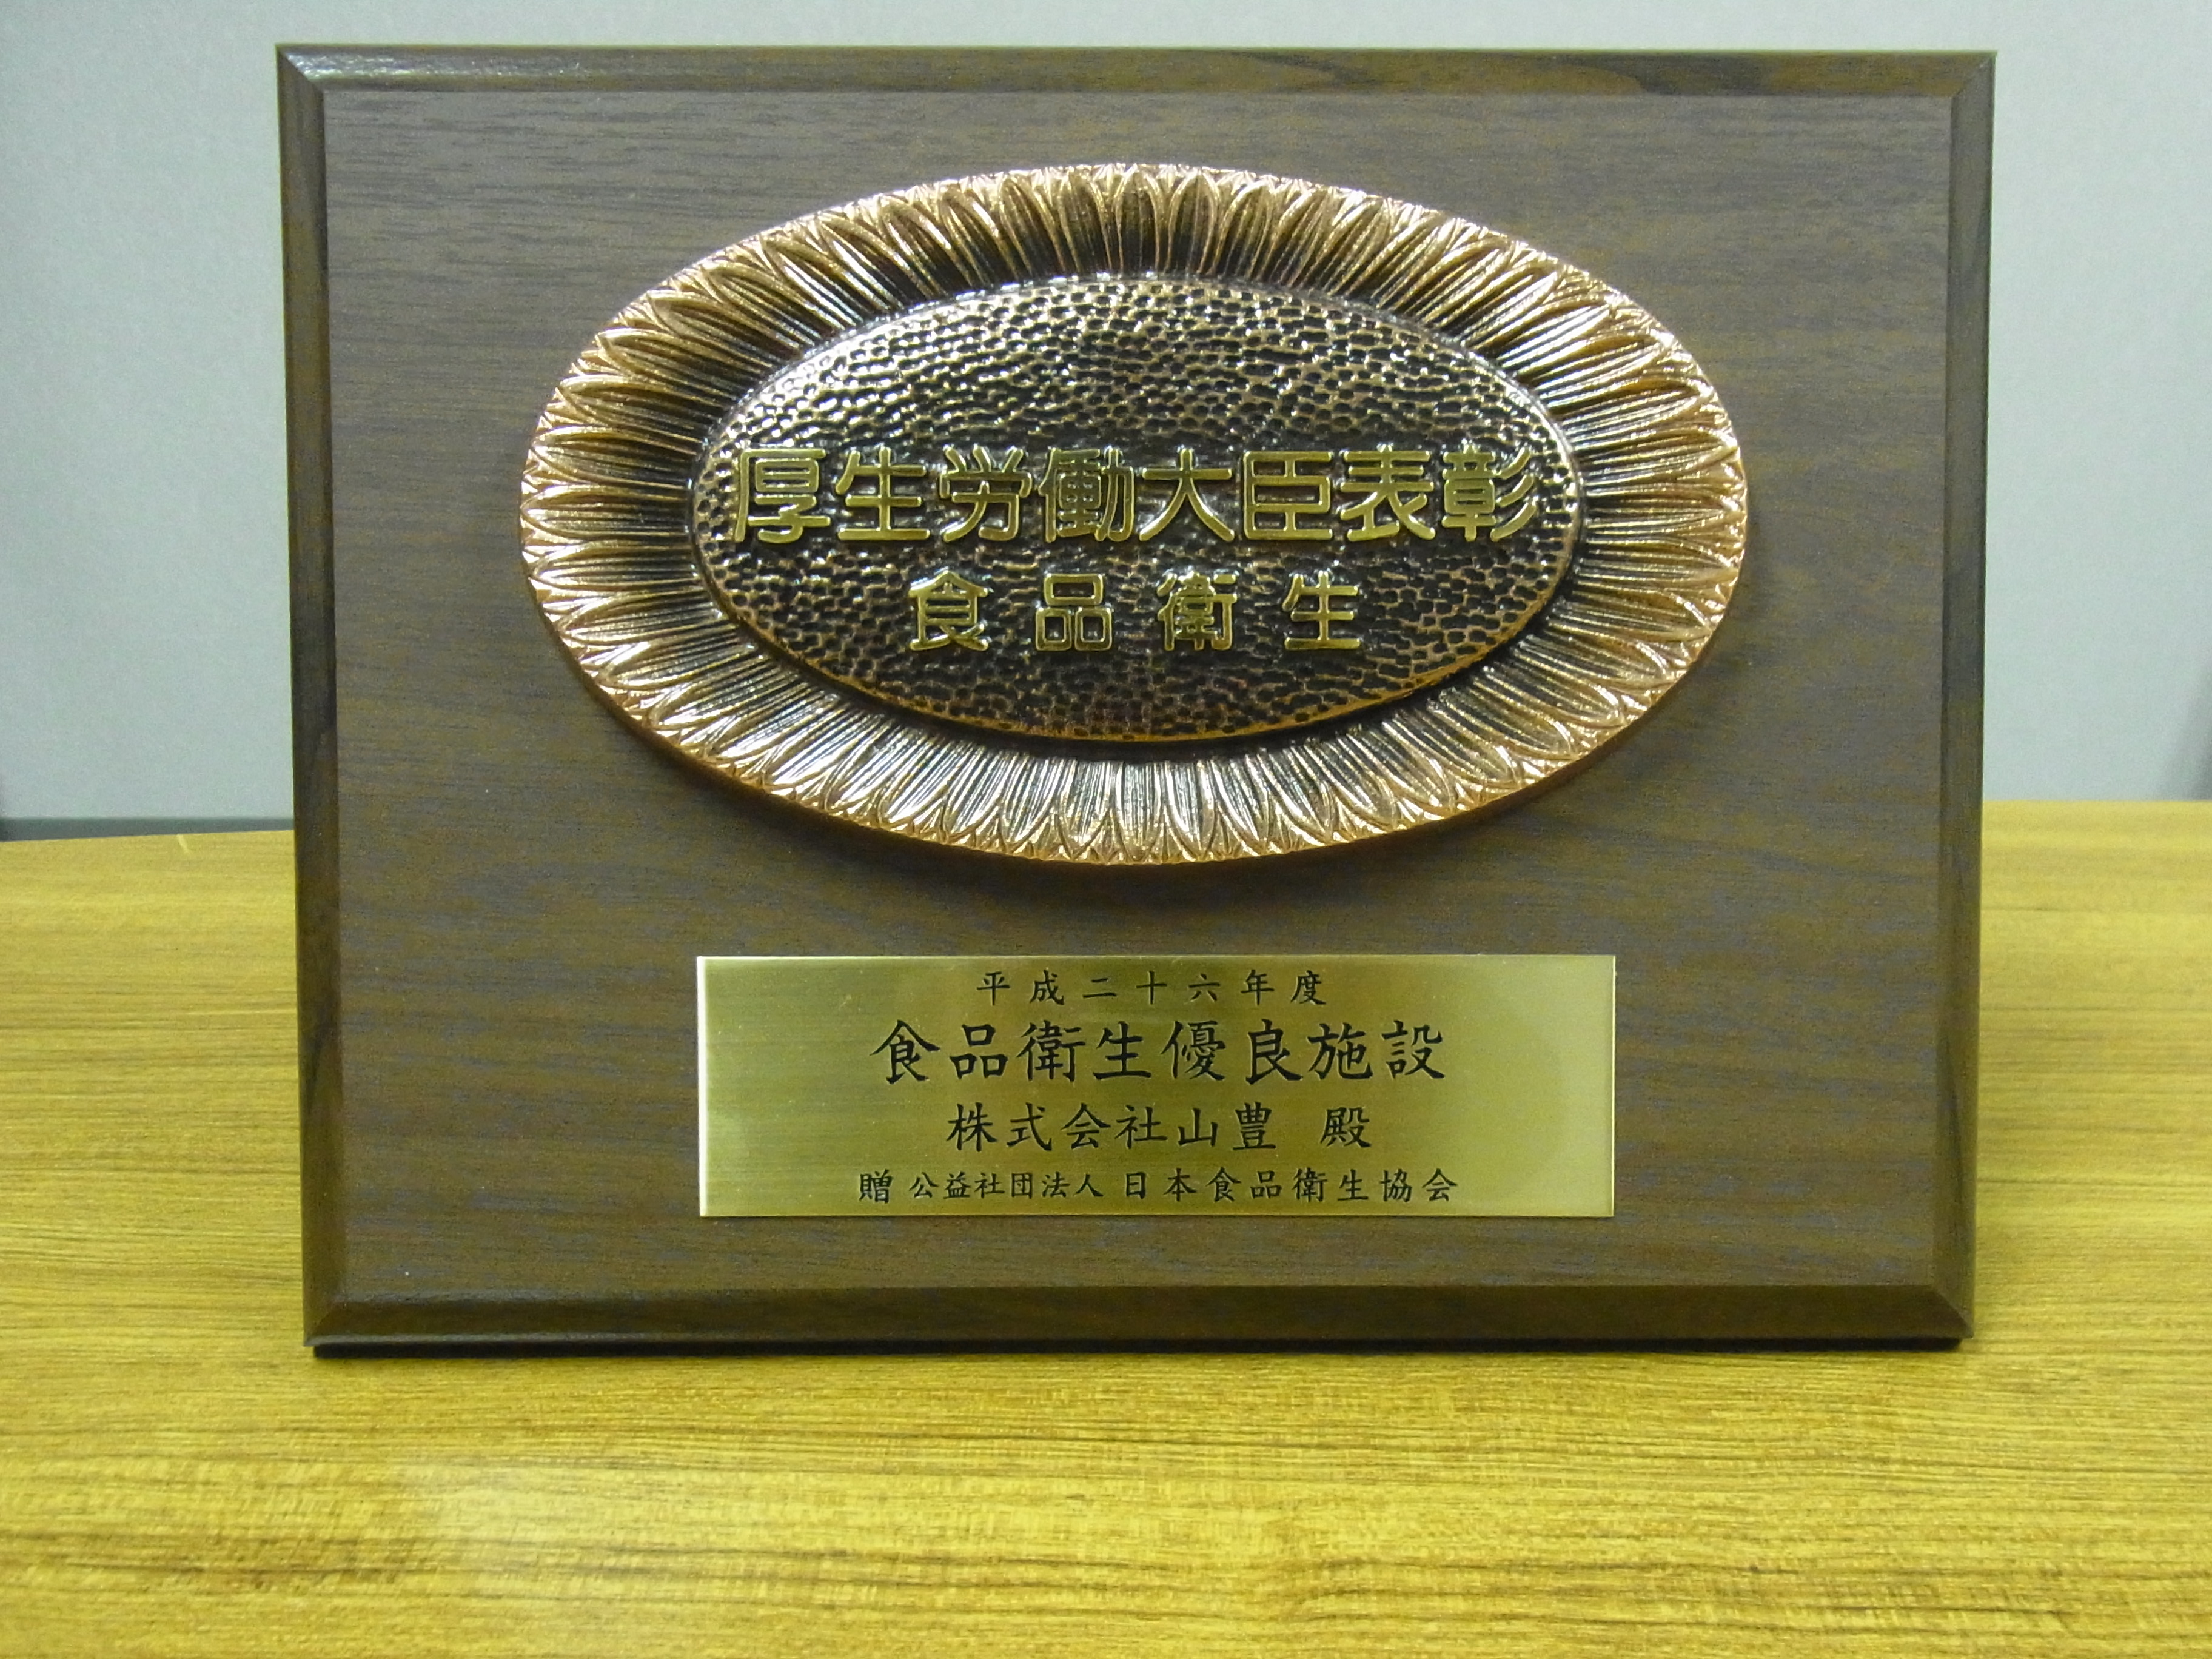 厚生労働大臣表彰
食品衛生
平成二十六年度
食品衛生優良施設
株式会社山豊 殿
贈 公益社団法人 日本食品衛生協会